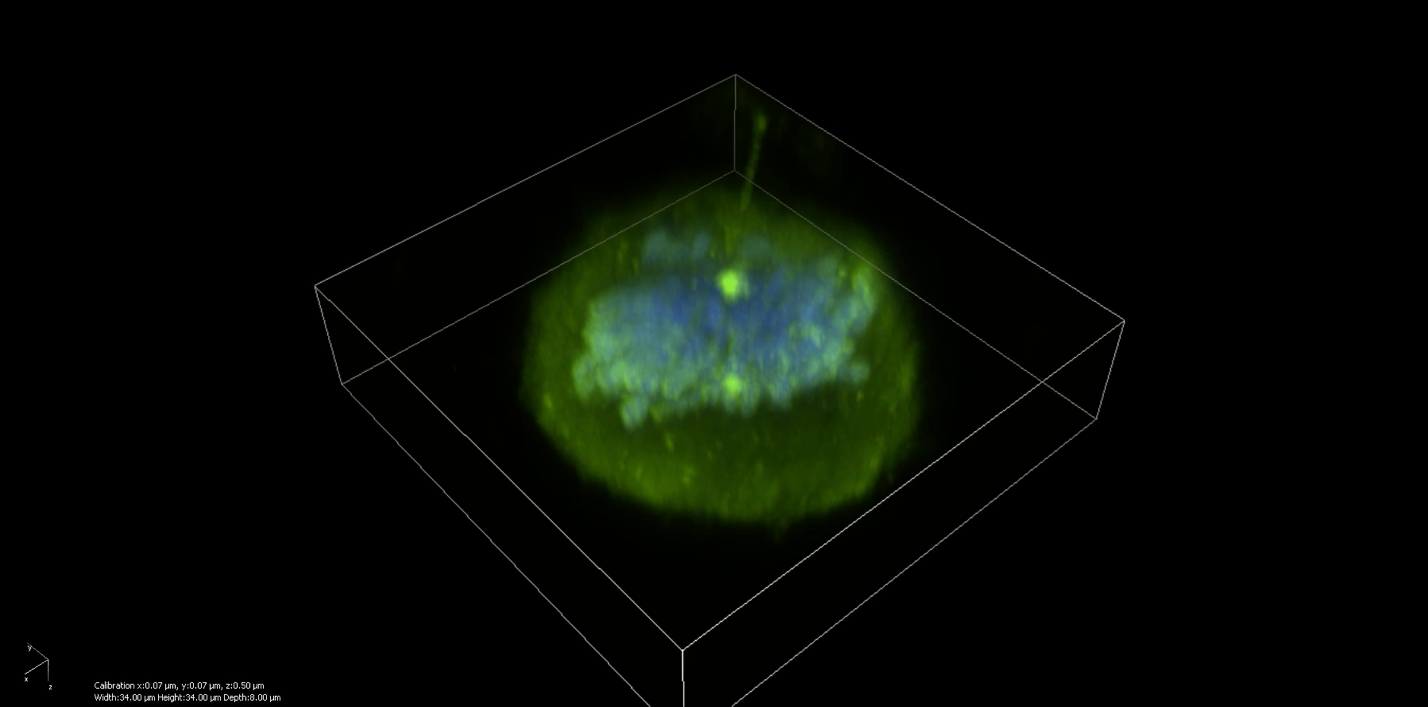 y
x
z
Calibration x:0.07 µm, y:0.07 µm, z:0.50 µm
Width:34.00 µm Height:34.00 µm Depth:8.00 µm